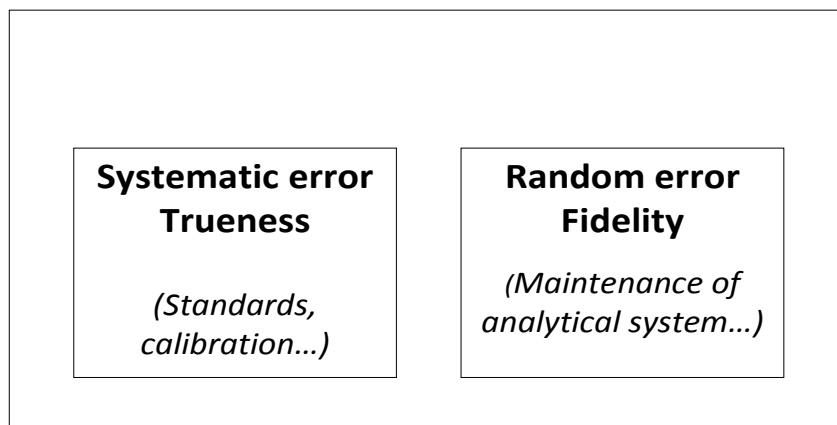 Systematic error
Trueness
(Standards,
calibration...)
Random error
Fidelity
(Maintenance of
analytical system...)